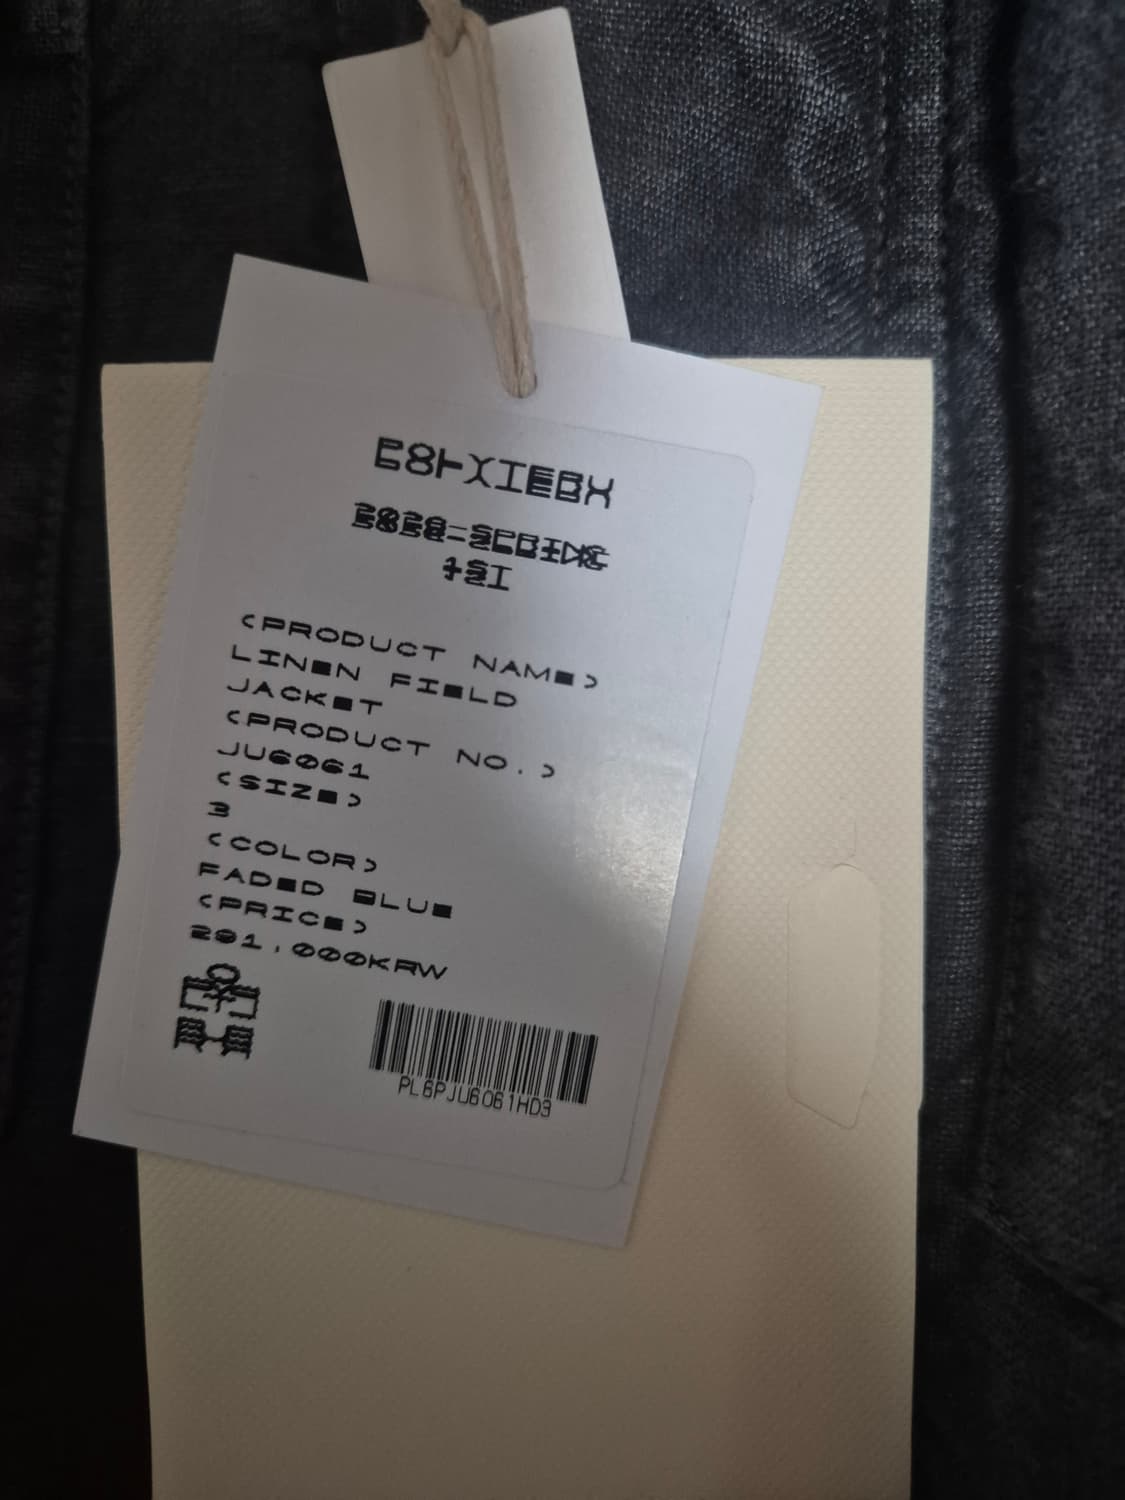 <PRODUCT NAME>
LINEN FIELD
JACKET
<PRODUCT NO.>
JU6061
<SIZE>
3
<COLOR>
FADED BLUE
<PRICE>
291,000KRW
PL6PJU6061HD3